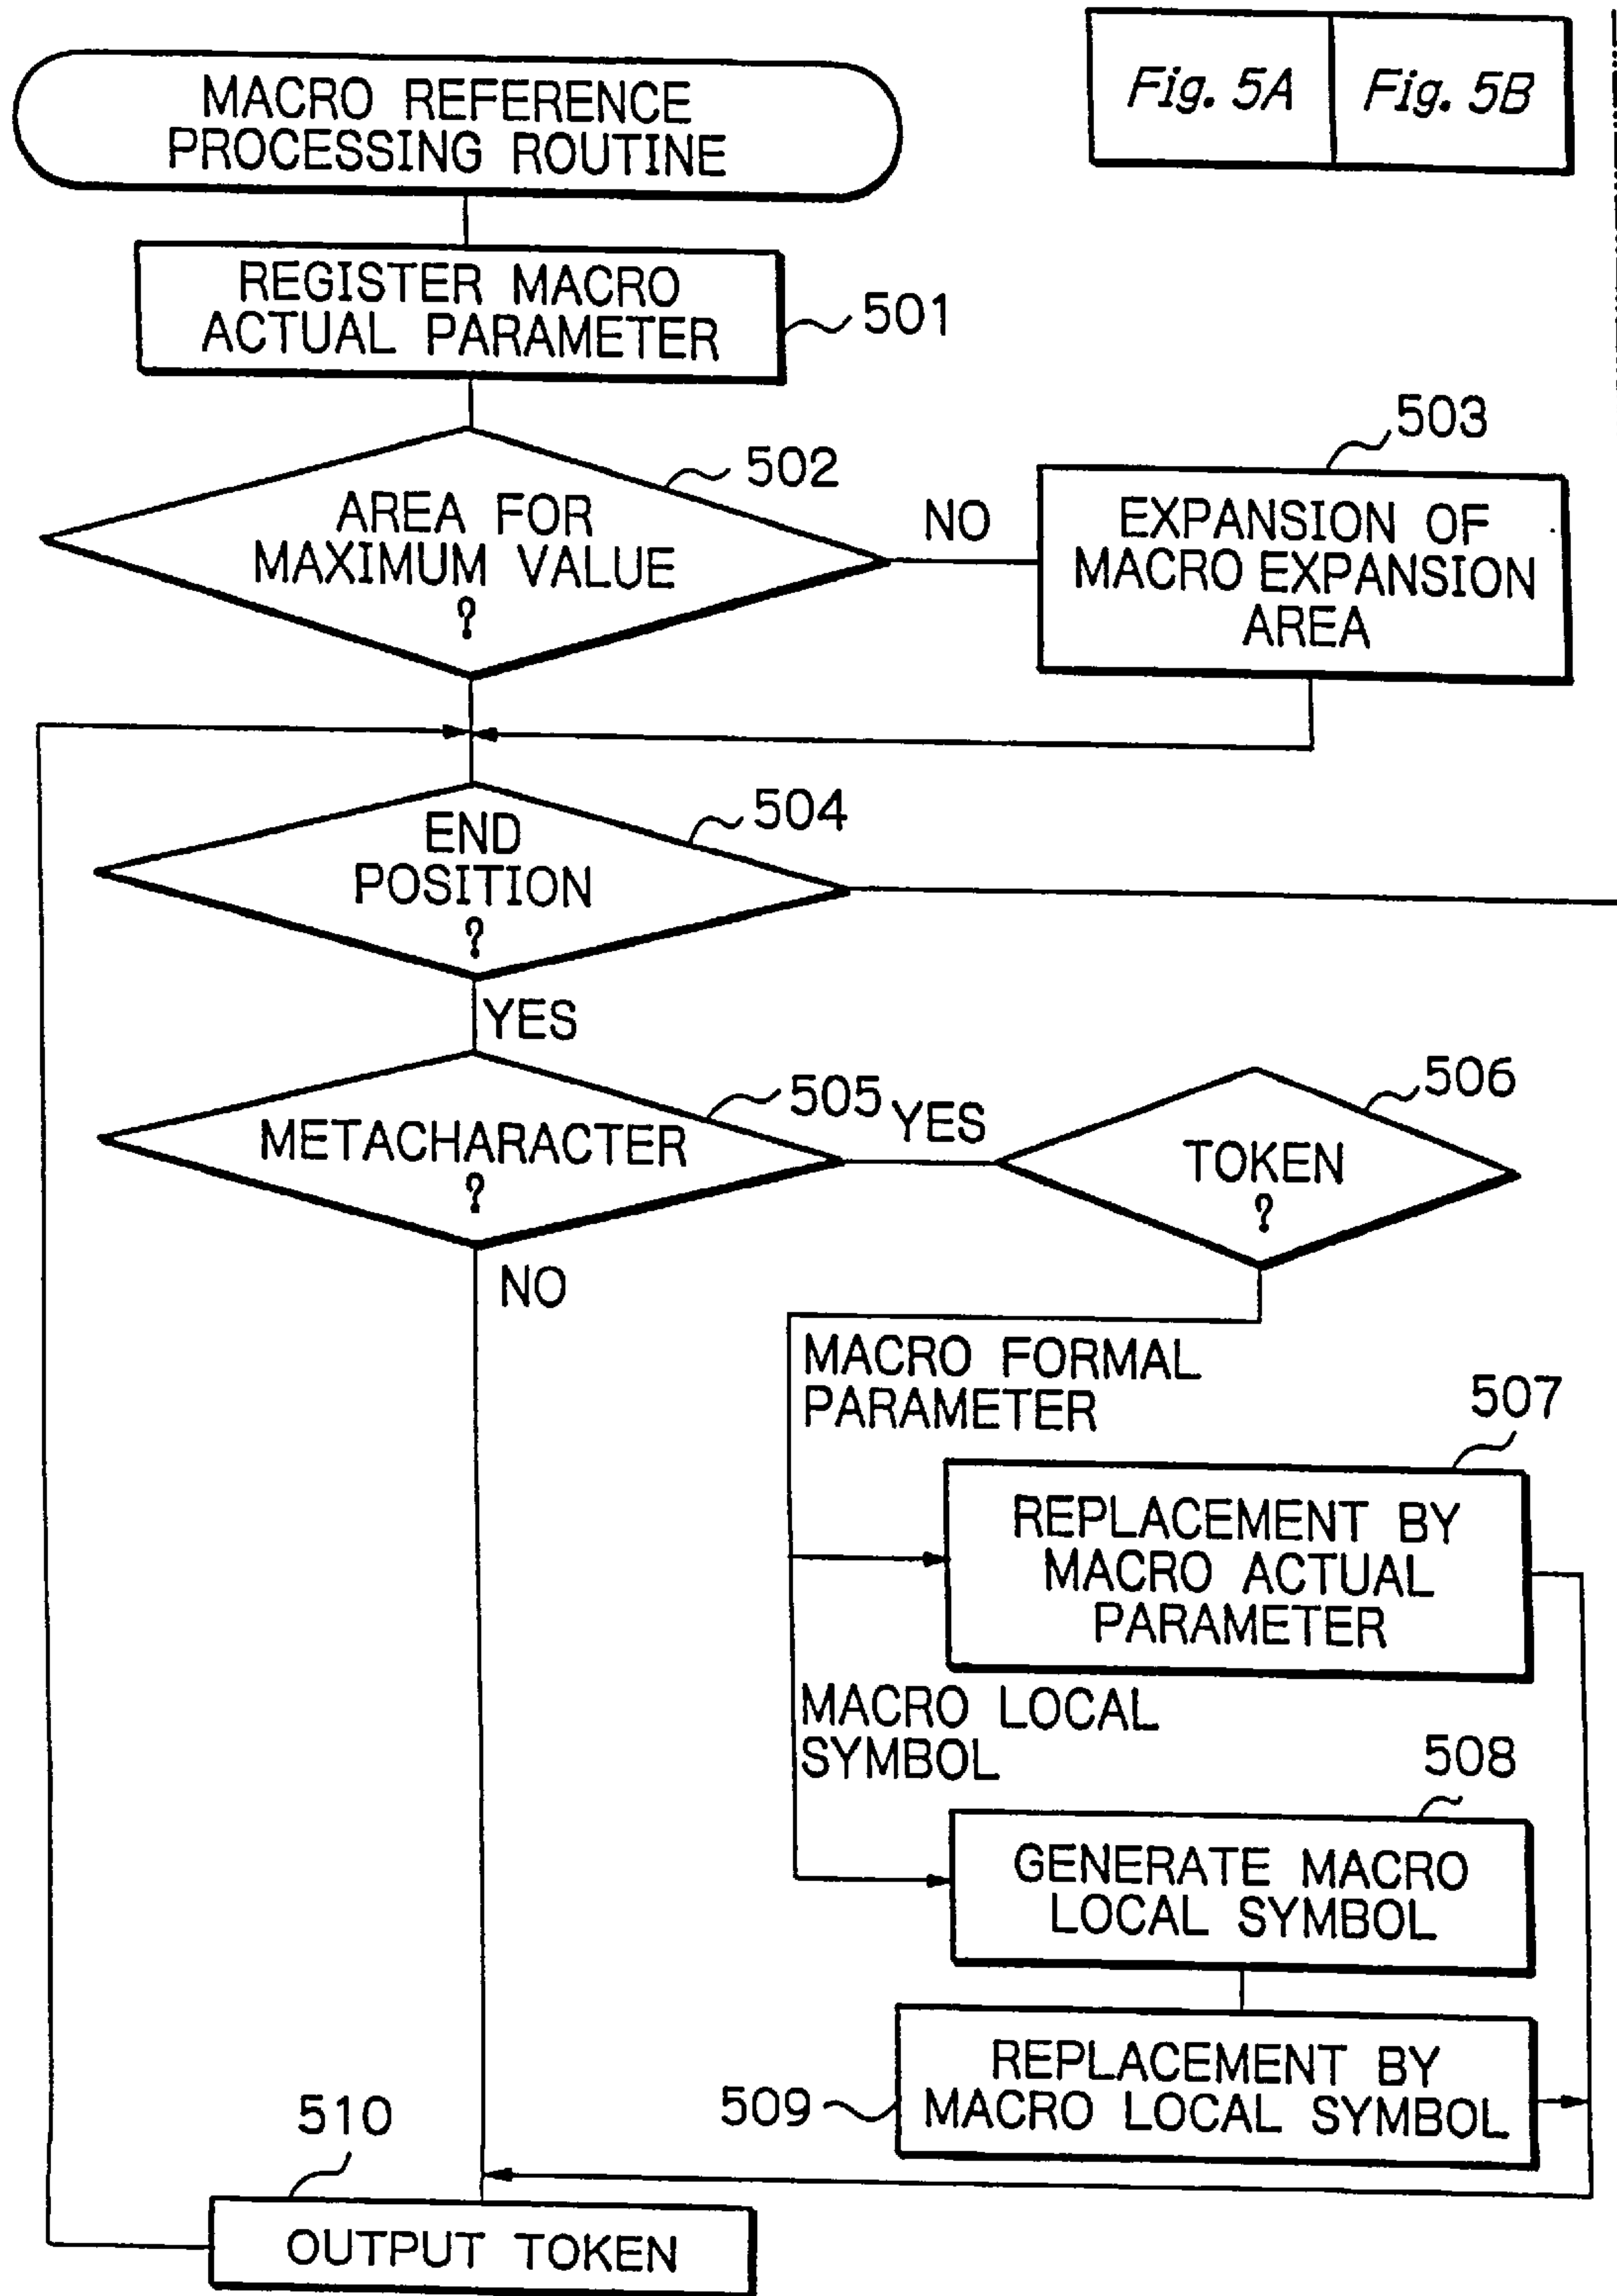 Fig. 5A
Fig. 5B
MACRO REFERENCE
PROCESSING ROUTINE
REGISTER MACRO
ACTUAL PARAMETER
501
502
AREA FOR
MAXIMUM VALUE
?
NO
503
EXPANSION OF
MACRO EXPANSION
AREA
504
END
POSITION
?
YES
505
METACHARACTER
?
YES
506
TOKEN
?
NO
MACRO FORMAL
PARAMETER
507
REPLACEMENT BY
MACRO ACTUAL
PARAMETER
MACRO LOCAL
SYMBOL
508
GENERATE MACRO
LOCAL SYMBOL
509
REPLACEMENT BY
MACRO LOCAL SYMBOL
510
OUTPUT TOKEN